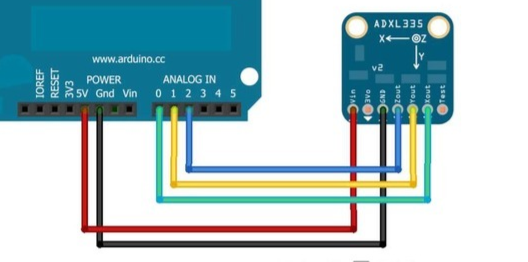 www.arduino.cc
IOREF
RESET
3V3
POWER
5V Gnd Vin
ANALOG IN
0 1 2 3 4 5
ADXL335
X Z
Y
v2
Vin
3Vo
GND
Zout
Yout
Xout
Test